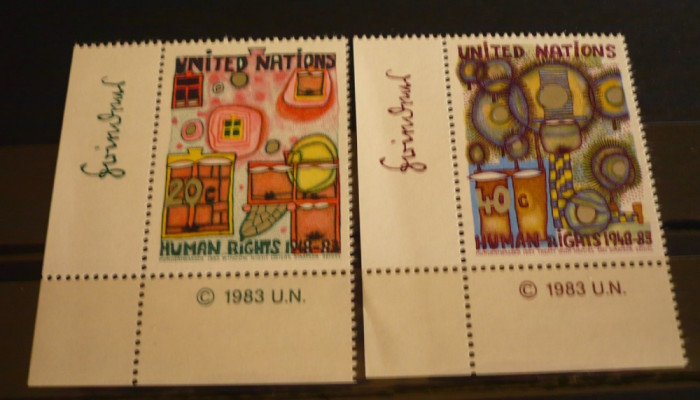 UNITED NATIONS
20c
HUMAN RIGHTS 1948-83
© 1983 U.N.
UNITED NATIONS
40c
HUMAN-RIGHTS 1948-83
© 1983 U.N.